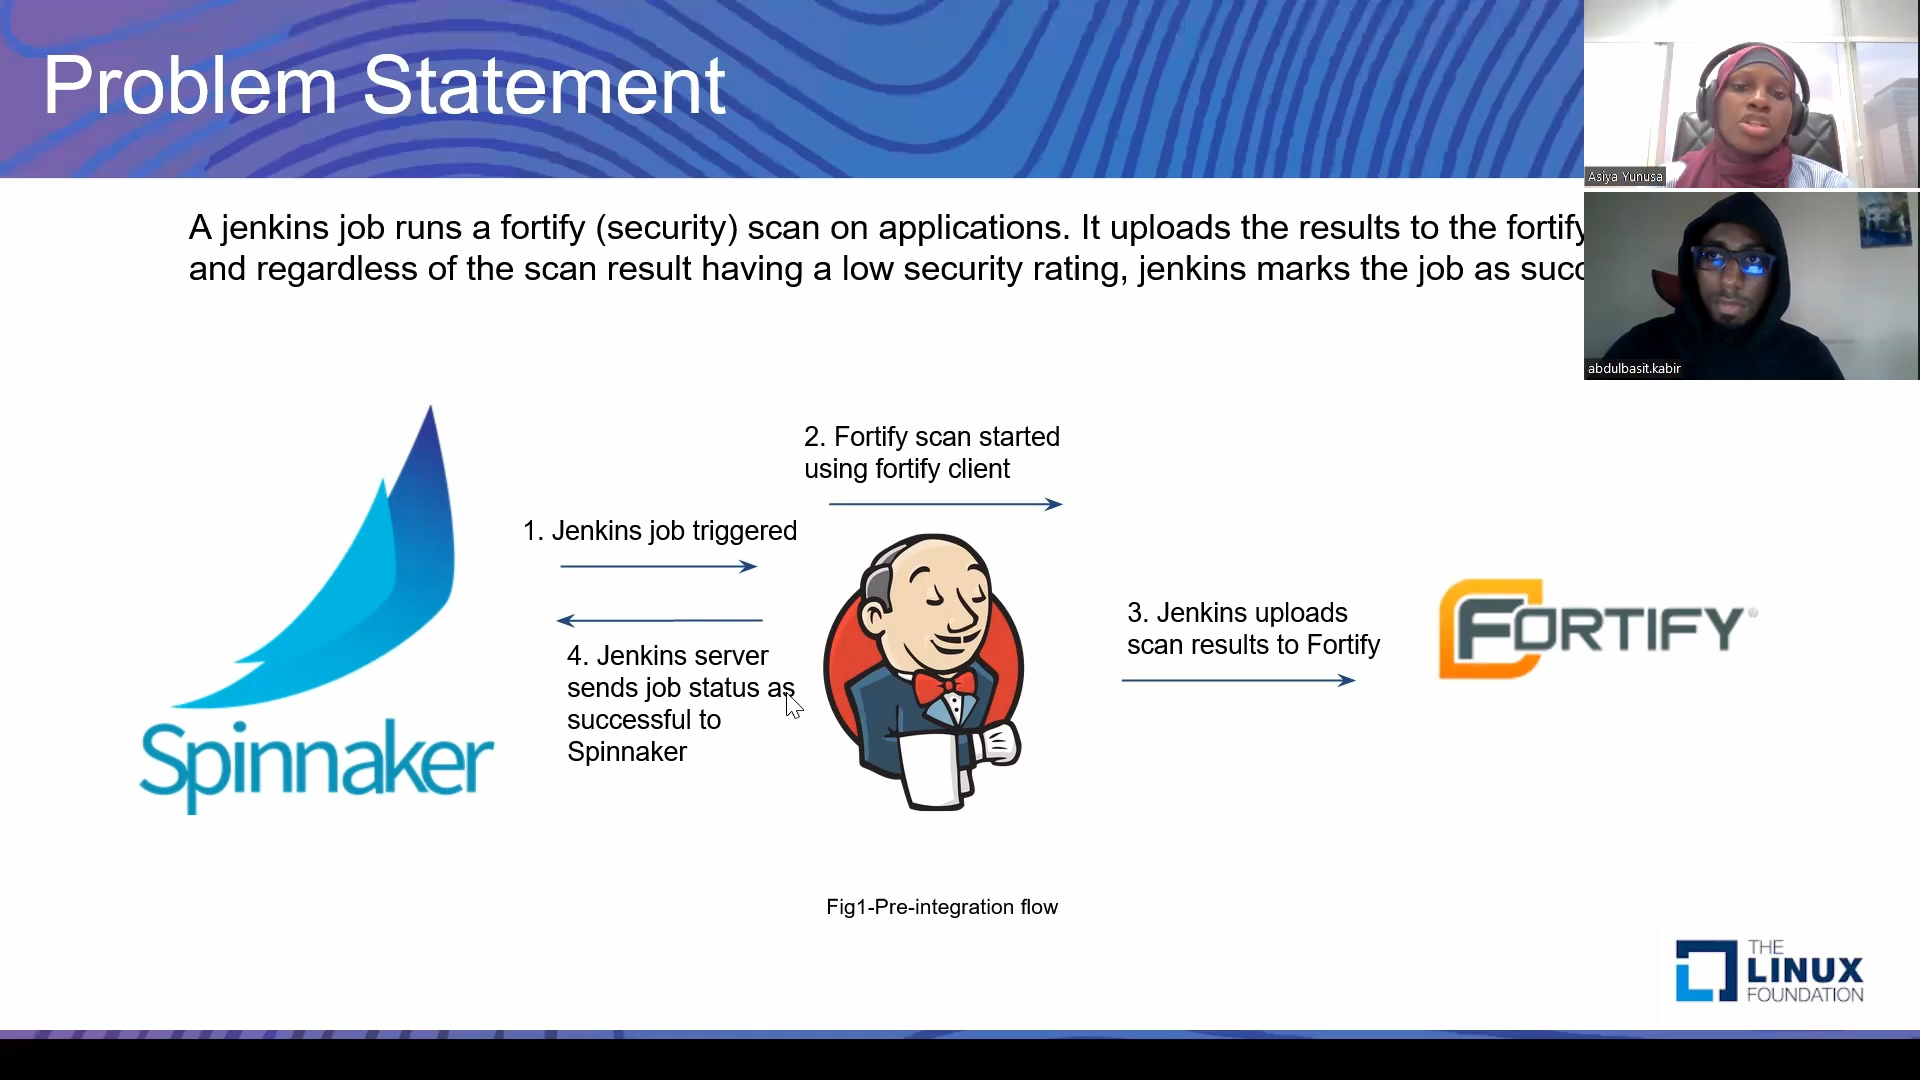 Problem Statement
Asiya Yunusa
A jenkins job runs a fortify (security) scan on applications. It uploads the results to the fortify
and regardless of the scan result having a low security rating, jenkins marks the job as succ
abdulbasit.kabir
2. Fortify scan started
using fortify client
1. Jenkins job triggered
4. Jenkins server
sends job status as
successful to
Spinnaker
3. Jenkins uploads
scan results to Fortify
FORTIFY
Spinnaker
Fig1-Pre-integration flow
THE
LINUX
FOUNDATION